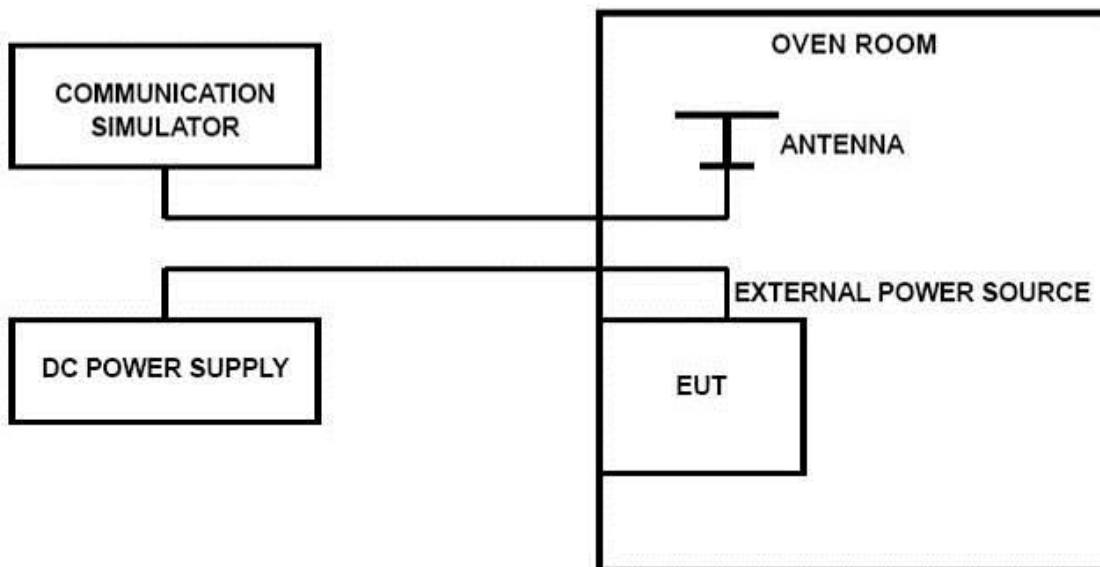 OVEN ROOM
COMMUNICATION
SIMULATOR
ANTENNA
EXTERNAL POWER SOURCE
DC POWER SUPPLY
EUT